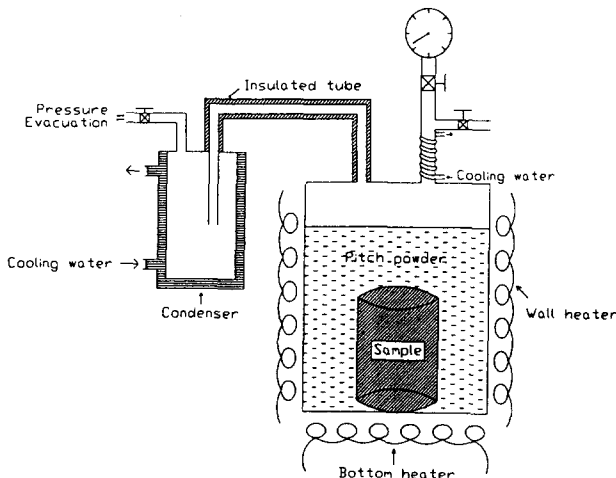 Insulated tube
Pressure
Evacuation
Cooling water
Pitch powder
Cooling water
Sample
Wall heater
Condenser
Bottom heater